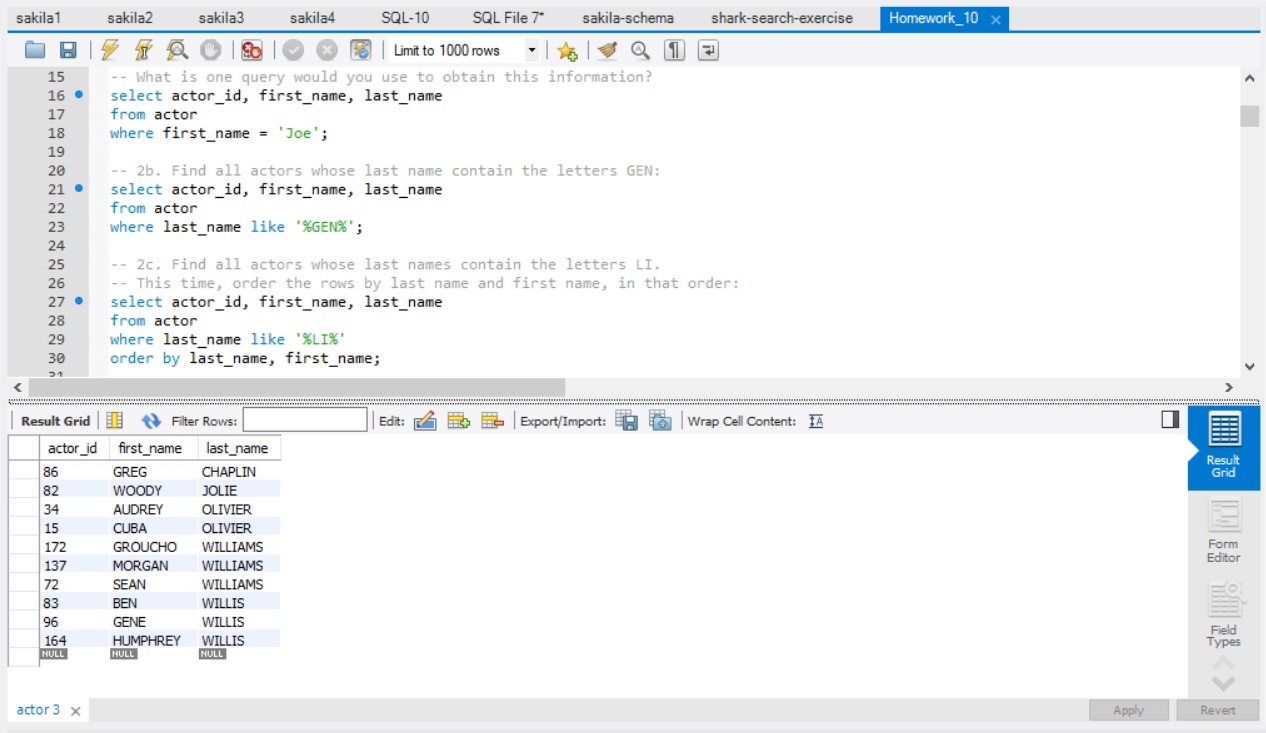 sakila1 sakila2 sakila3 sakila4 SQL-10 SQL File 7* sakila-schema shark-search-exercise Homework_10
Limit to 1000 rows
15 -- What is one query would you use to obtain this information?
16 select actor_id, first_name, last_name
17 from actor
18 where first_name = 'Joe';
19
20 -- 2b. Find all actors whose last name contain the letters GEN:
21 select actor_id, first_name, last_name
22 from actor
23 where last_name like '%GEN%';
24
25 -- 2c. Find all actors whose last names contain the letters LI.
26 -- This time, order the rows by last name and first name, in that order:
27 select actor_id, first_name, last_name
28 from actor
29 where last_name like '%LI%'
30 order by last_name, first_name;
31
Result Grid Filter Rows: Edit: Export/Import: Wrap Cell Content:
actor_id first_name last_name
86 GREG CHAPLIN
82 WOODY JOLIE
34 AUDREY OLIVIER
15 CUBA OLIVIER
172 GROUCHO WILLIAMS
137 MORGAN WILLIAMS
72 SEAN WILLIAMS
83 BEN WILLIS
96 GENE WILLIS
164 HUMPHREY WILLIS
NULL NULL NULL
Result
Grid
Form
Editor
Field
Types
actor 3
Apply Revert